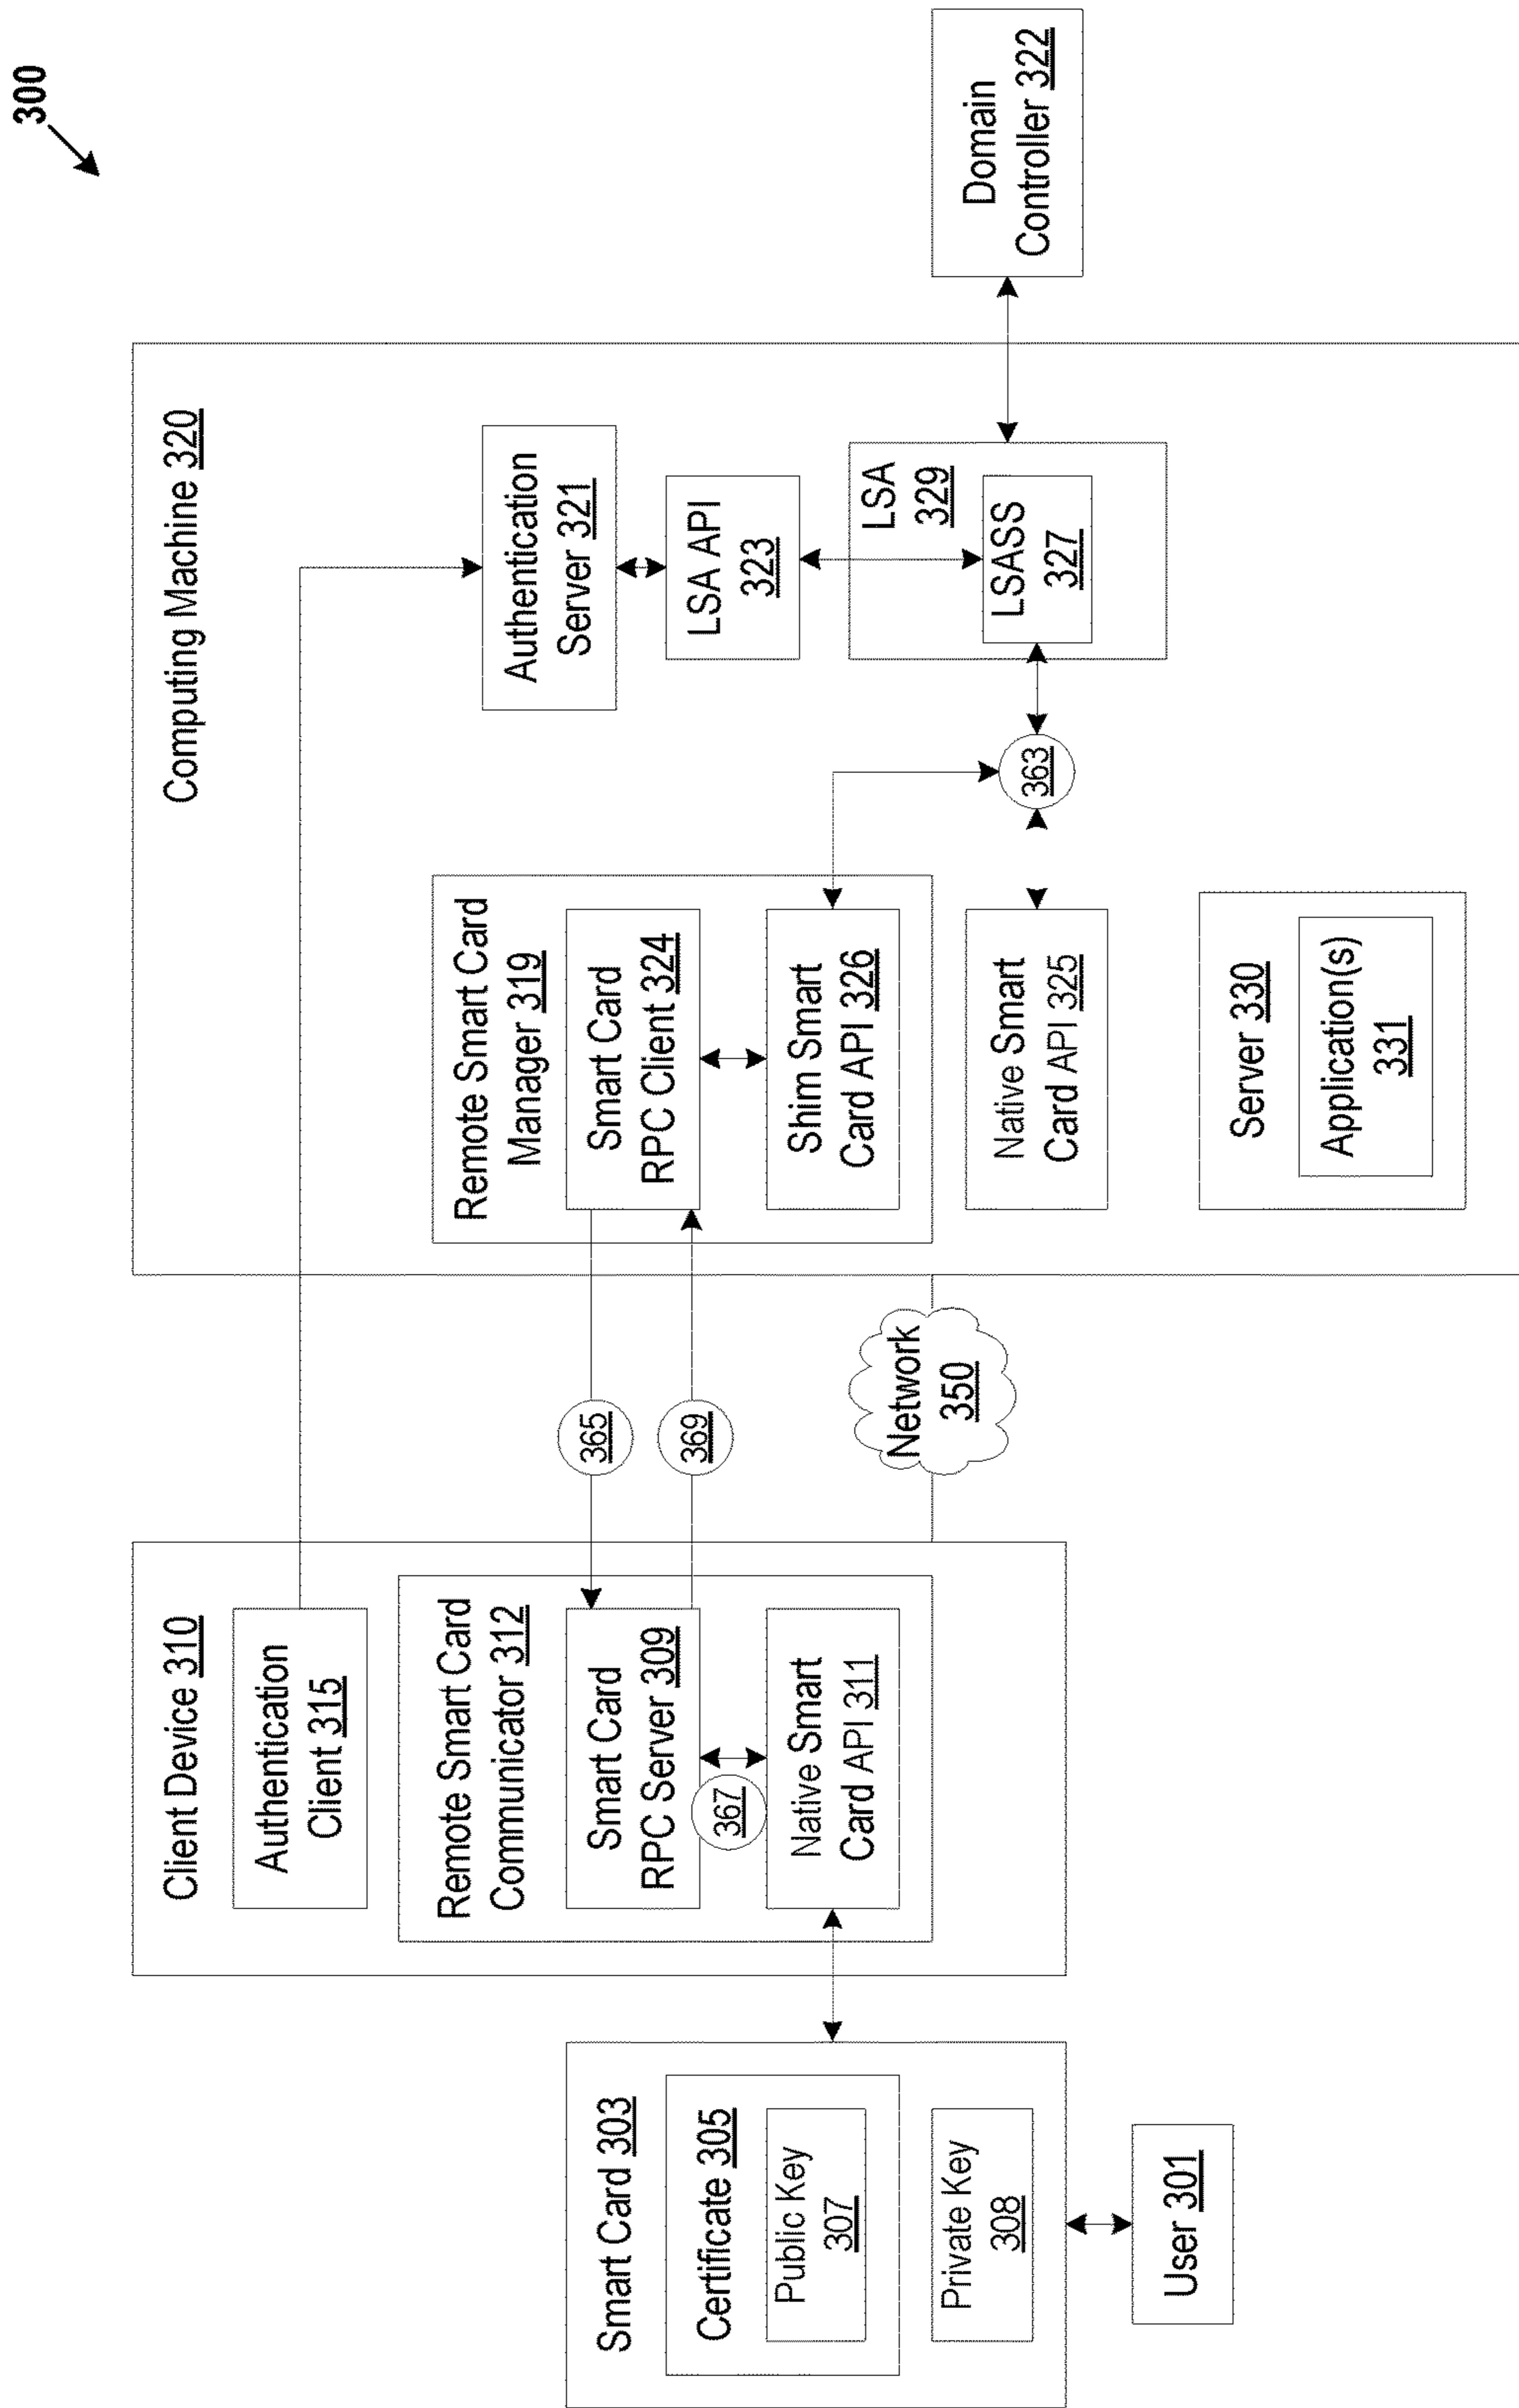 300
Smart Card 303
Certificate 305
Public Key
307
Private Key
308
User 301
Client Device 310
Authentication
Client 315
Remote Smart Card
Communicator 312
Smart Card
RPC Server 309
367
Native Smart
Card API 311
365
369
Network
350
Computing Machine 320
Remote Smart Card
Manager 319
Smart Card
RPC Client 324
Shim Smart
Card API 326
Native Smart
Card API 325
Server 330
Application(s)
331
363
Authentication
Server 321
LSA API
323
LSA
329
LSASS
327
Domain
Controller 322